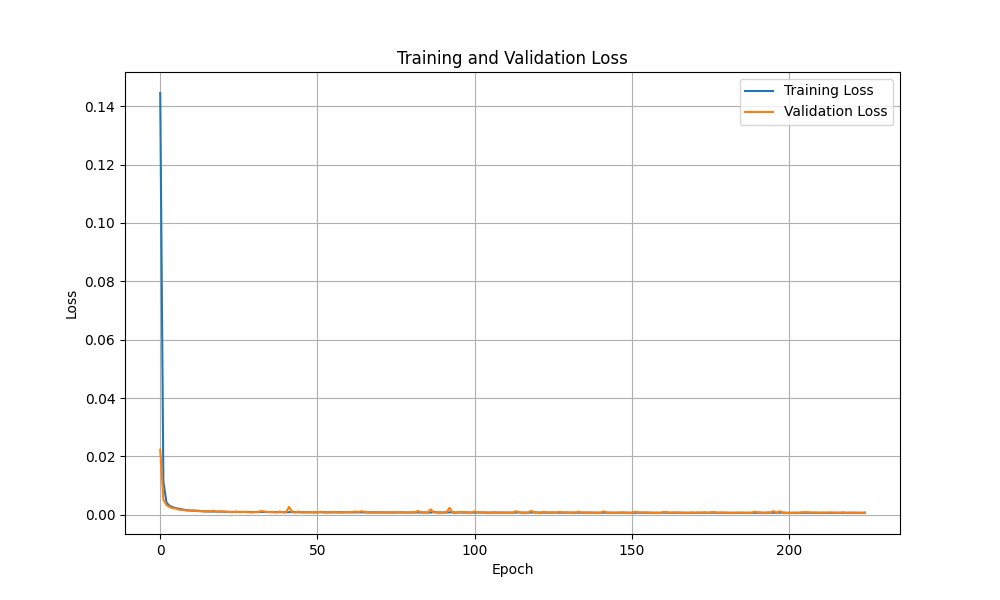 Training and Validation Loss
Training Loss
Validation Loss
0.14
0.12
0.10
0.08
0.06
0.04
0.02
0.00
Loss
0
50
100
150
200
Epoch